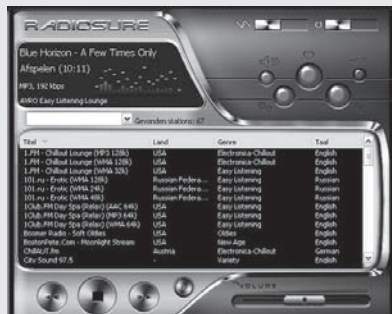 RADIOSURE
Blue Horizon - A Few Times Only
Afspelen (10:11)
MP3, 192 kbps
AVRO Easy Listening Lounge
Gevonden stations: 67
Titel Land Genre Taal
1.FM - Chillout Lounge (MP3 128k) USA Electronica-Chillout English
1.FM - Chillout Lounge (WMA 128k) USA Electronica-Chillout English
1.FM - Chillout Lounge (WMA 32k) USA Easy Listening English
101.ru - Erotic (WMA 128k) Russian Federa... Easy Listening Russian
101.ru - Erotic (WMA 24k) Russian Federa... Easy Listening Russian
101.ru - Erotic (WMA 48k) Russian Federa... Easy Listening Russian
1Club.FM Day Spa (Relax) (AAC 64k) USA Easy Listening English
1Club.FM Day Spa (Relax) (MP3 64k) USA Easy Listening English
1Club.FM Day Spa (Relax) (WMA 64k) USA Easy Listening English
Boomer Radio - Soft Oldies USA Oldies English
BostonPete.Com - Moonlight Stream USA New Age English
CNBAUT.fm Austria Electronica-Chillout German
City Sound 97.5 - Variety English
VOLUME